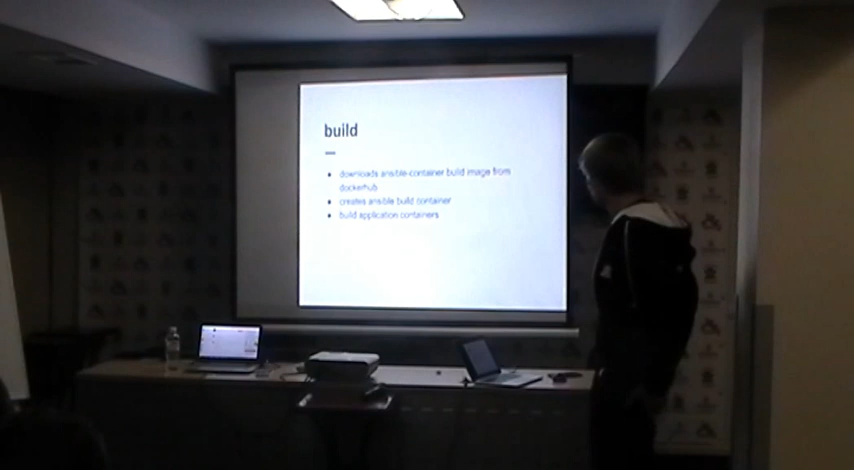 build
downloads ansible-container build image from
dockerhub
creates ansible build container
build application containers